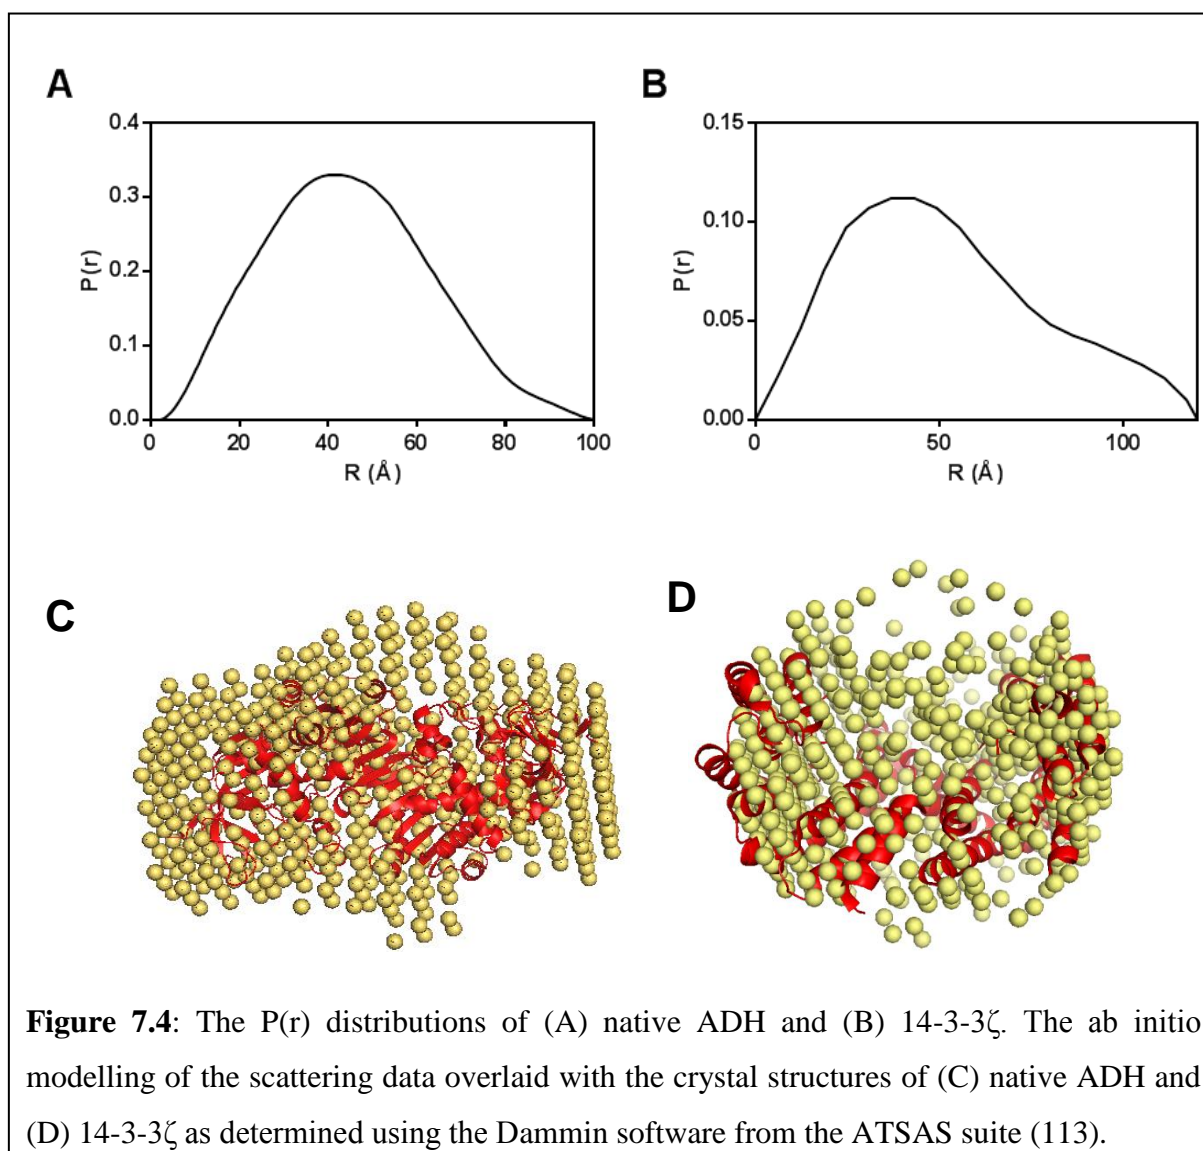 A
B
0.4
0.3
0.2
0.1
0.0
P(r)
0 20 40 60 80 100
R (Å)
0.15
0.10
0.05
0.00
P(r)
0 50 100
R (Å)
C
D
Figure 7.4: The P(r) distributions of (A) native ADH and (B) 14-3-3ζ. The ab initio
modelling of the scattering data overlaid with the crystal structures of (C) native ADH and
(D) 14-3-3ζ as determined using the Dammin software from the ATSAS suite (113).